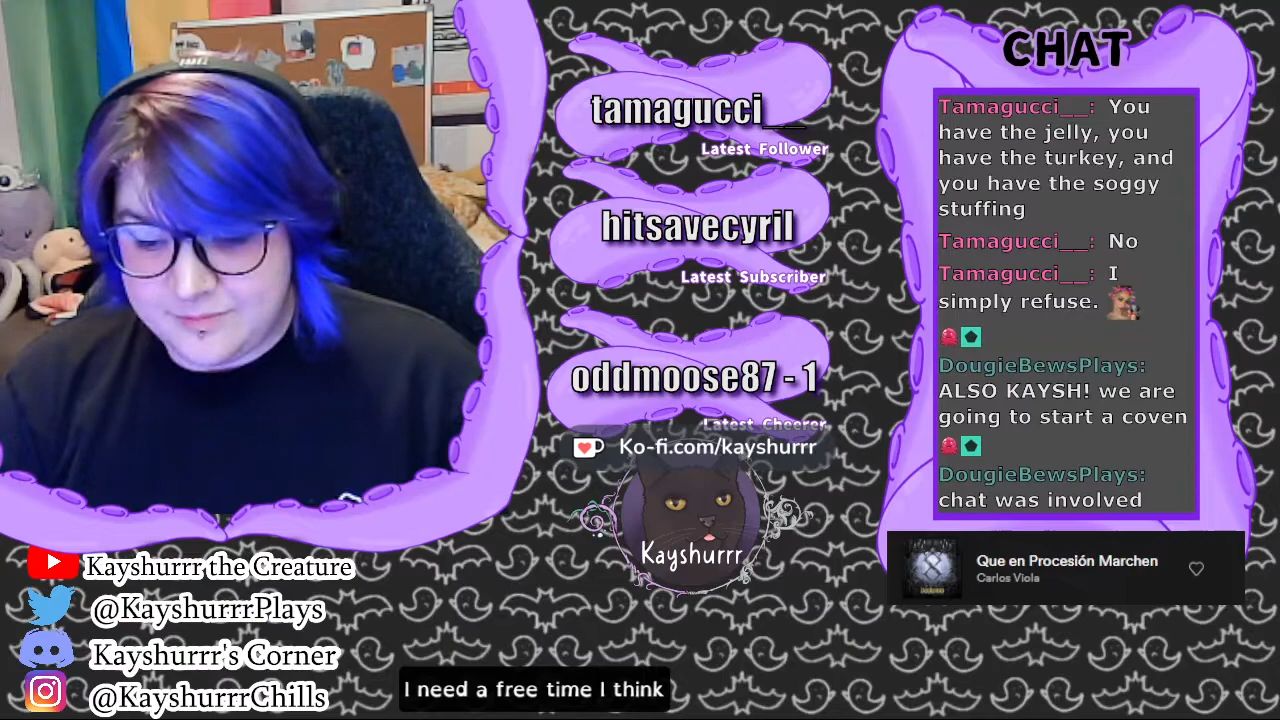 CHAT
tamagucci__
Latest Follower
hitsavecyril
Latest Subscriber
oddmoose87 - 1
Latest Cheerer
Ko-fi.com/kayshurrr
Kayshurrr
Tamagucci__: You
have the jelly, you
have the turkey, and
you have the soggy
stuffing
Tamagucci__: No
Tamagucci__: I
simply refuse.
DougieBewsPlays:
ALSO KAYSH! we are
going to start a coven
DougieBewsPlays:
chat was involved
Que en Procesión Marchen
Carlos Viola
Kayshurrr the Creature
@KayshurrrPlays
Kayshurrr's Corner
@KayshurrrChills
I need a free time I think